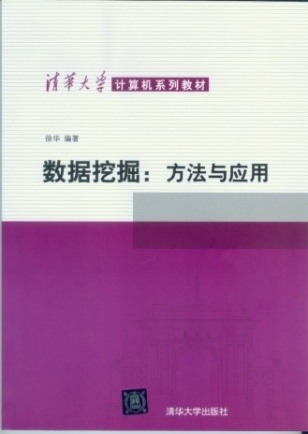 清华大学 计算机系列教材
徐华 编著
数据挖掘：方法与应用
清华大学出版社